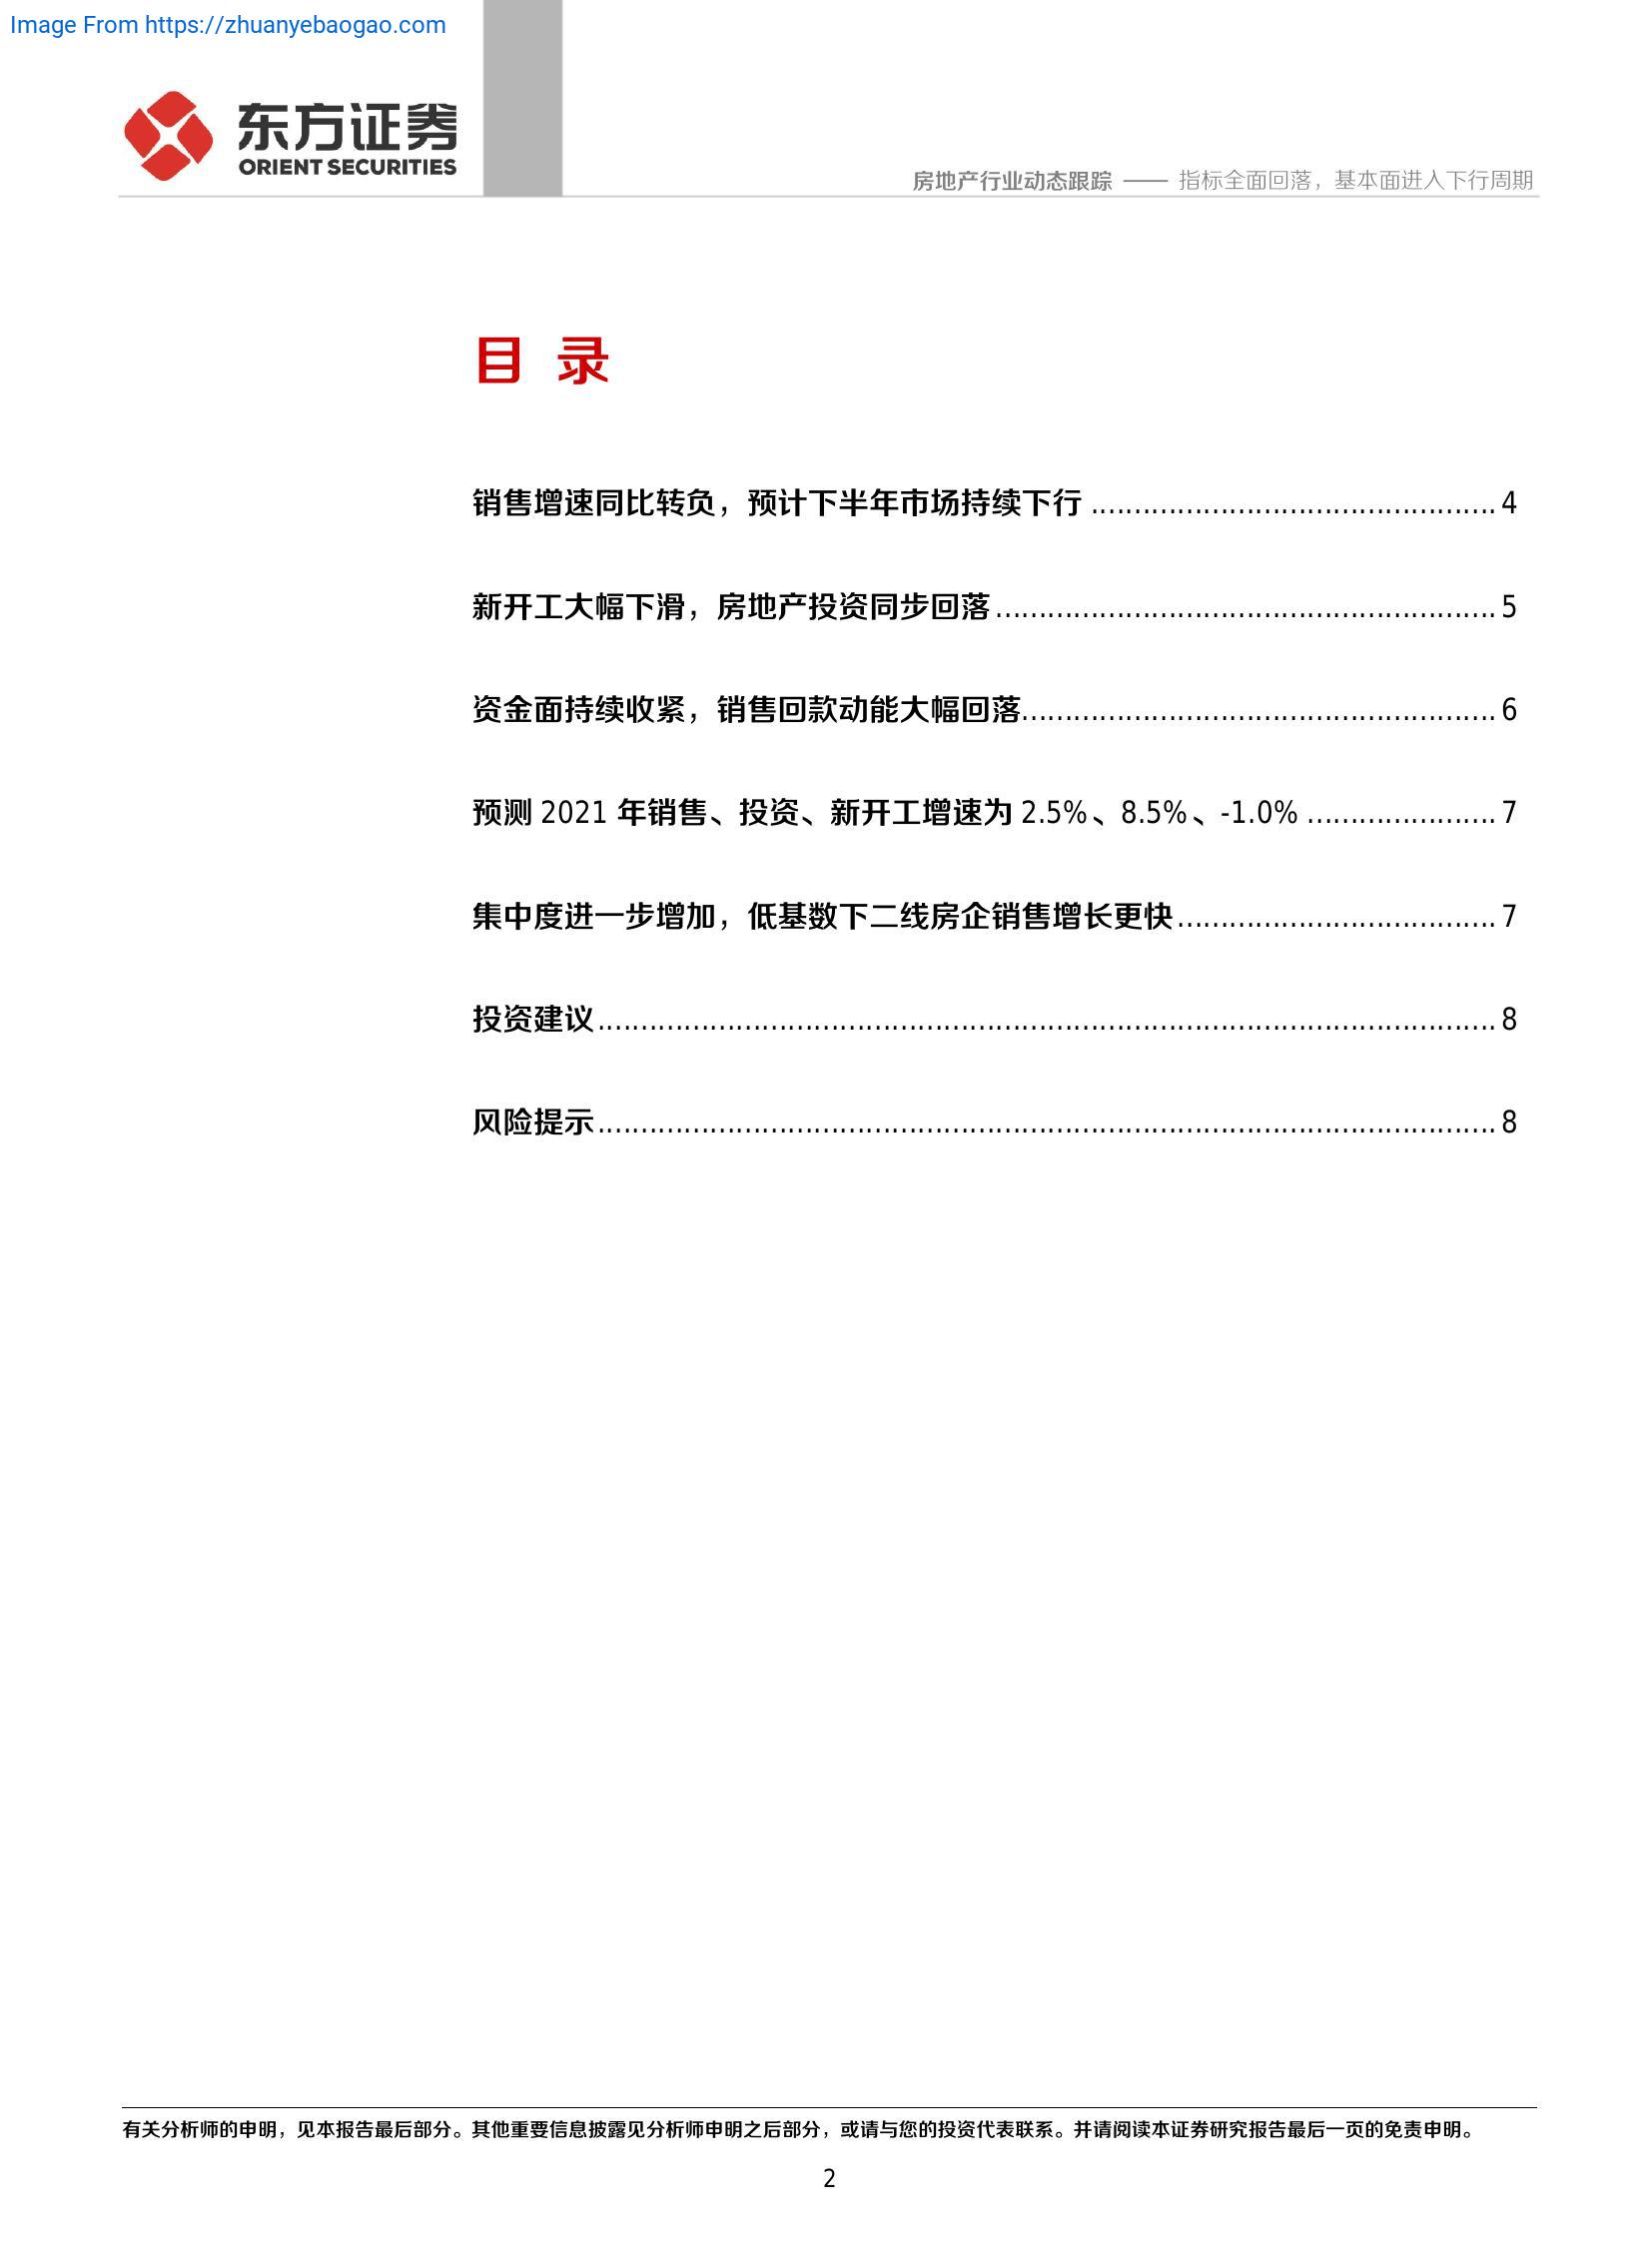 Image From https://zhuanyebaogao.com
东方证券
ORIENT SECURITIES
房地产行业动态跟踪 —— 指标全面回落，基本面进入下行周期
目 录
销售增速同比转负，预计下半年市场持续下行 ............................................... 4
新开工大幅下滑，房地产投资同步回落.......................................................... 5
资金面持续收紧，销售回款动能大幅回落....................................................... 6
预测 2021 年销售、投资、新开工增速为 2.5%、8.5%、-1.0% ...................... 7
集中度进一步增加，低基数下二线房企销售增长更快..................................... 7
投资建议........................................................................................................ 8
风险提示........................................................................................................ 8
有关分析师的申明，见本报告最后部分。其他重要信息披露见分析师申明之后部分，或请与您的投资代表联系。并请阅读本证券研究报告最后一页的免责申明。
2